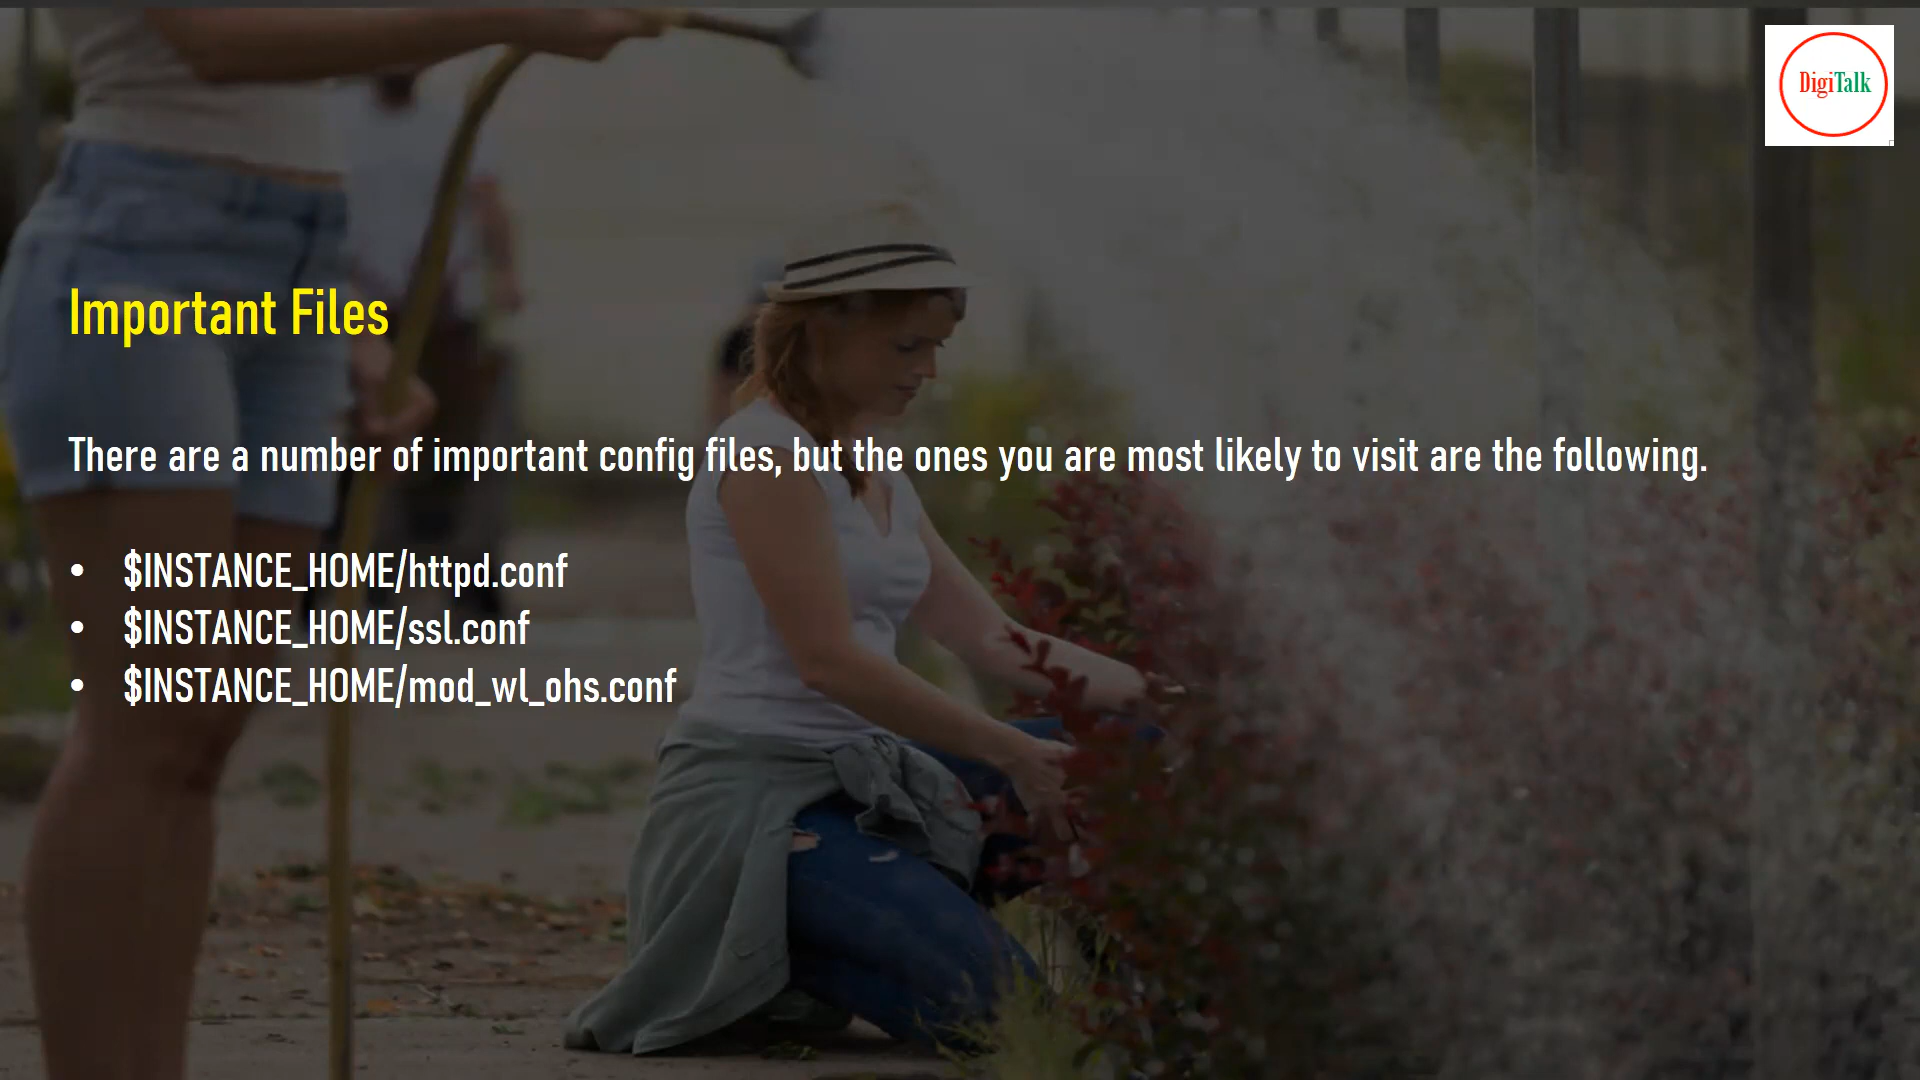 DigiTalk
Important Files
There are a number of important config files, but the ones you are most likely to visit are the following.
• $INSTANCE_HOME/httpd.conf
• $INSTANCE_HOME/ssl.conf
• $INSTANCE_HOME/mod_wl_ohs.conf